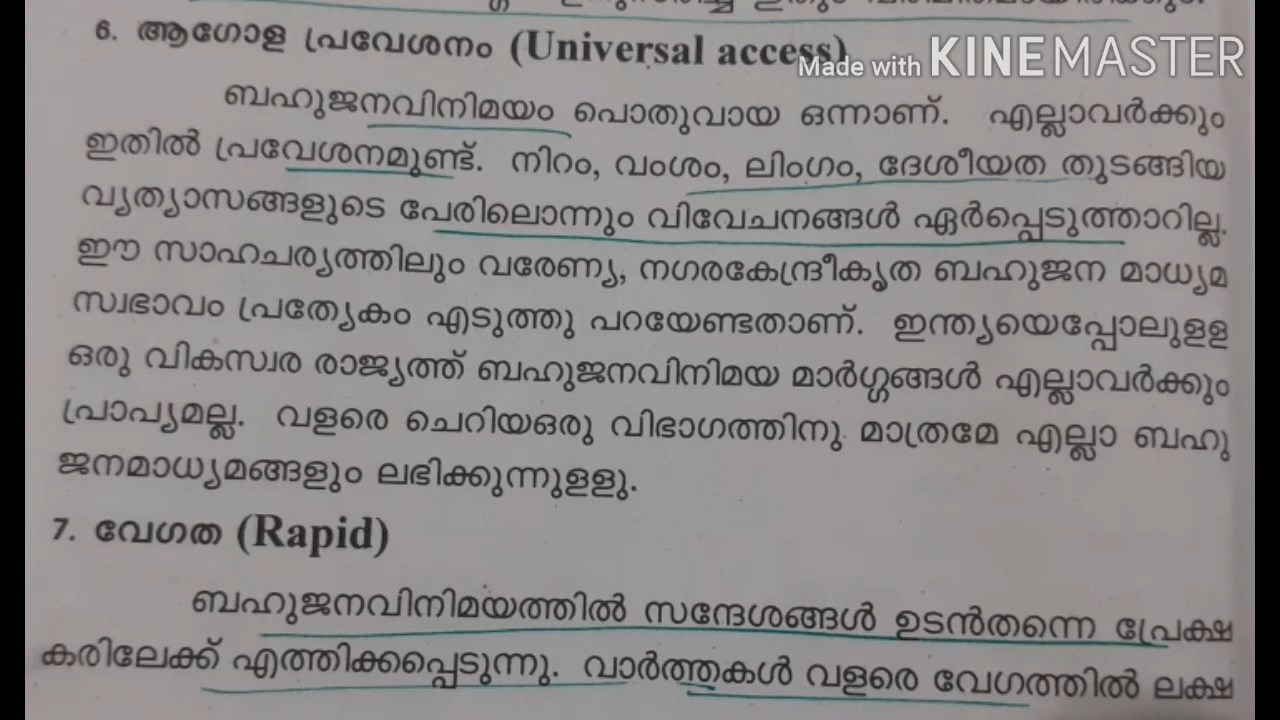 6. ആഗോള പ്രവേശനം (Universal access)
Made with KINEMASTER
ബഹുജനവിനിമയം പൊതുവായ ഒന്നാണ്. എല്ലാവർക്കും
ഇതിൽ പ്രവേശനമുണ്ട്. നിറം, വംശം, ലിംഗം, ദേശീയത തുടങ്ങിയ
വ്യത്യാസങ്ങളുടെ പേരിലൊന്നും വിവേചനങ്ങൾ ഏർപ്പെടുത്താറില്ല.
ഈ സാഹചര്യത്തിലും വരേണ്യ, നഗരകേന്ദ്രീകൃത ബഹുജന മാധ്യമ
സ്വഭാവം പ്രത്യേകം എടുത്തു പറയേണ്ടതാണ്. ഇന്ത്യയെപ്പോലുളള
ഒരു വികസ്വര രാജ്യത്ത് ബഹുജനവിനിമയ മാർഗ്ഗങ്ങൾ എല്ലാവർക്കും
പ്രാപ്യമല്ല. വളരെ ചെറിയഒരു വിഭാഗത്തിനു മാത്രമേ എല്ലാ ബഹു
ജനമാധ്യമങ്ങളും ലഭിക്കുന്നുളളു.
7. വേഗത (Rapid)
ബഹുജനവിനിമയത്തിൽ സന്ദേശങ്ങൾ ഉടൻതന്നെ പ്രേക്ഷ
കരിലേക്ക് എത്തിക്കപ്പെടുന്നു. വാർത്തകൾ വളരെ വേഗത്തിൽ ലക്ഷ